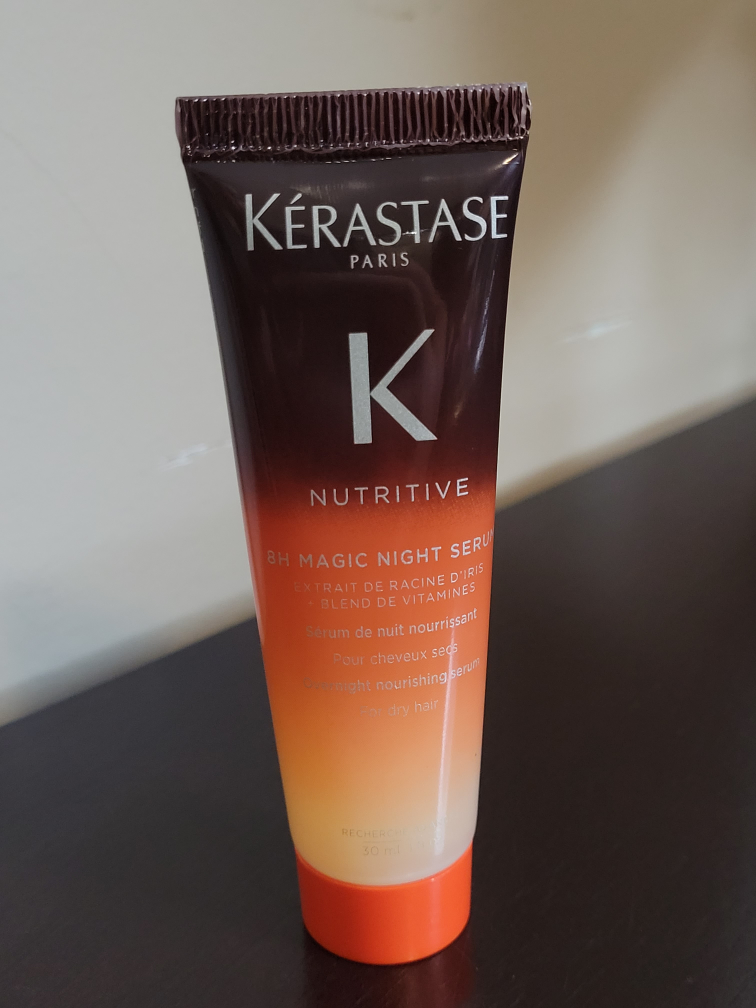 KÉRASTASE
PARIS
K
NUTRITIVE
8H MAGIC NIGHT SERUM
EXTRAIT DE RACINE D'IRIS
+ BLEND DE VITAMINES
Sérum de nuit nourrissant
Pour cheveux secs
Overnight nourishing serum
For dry hair
30 ml